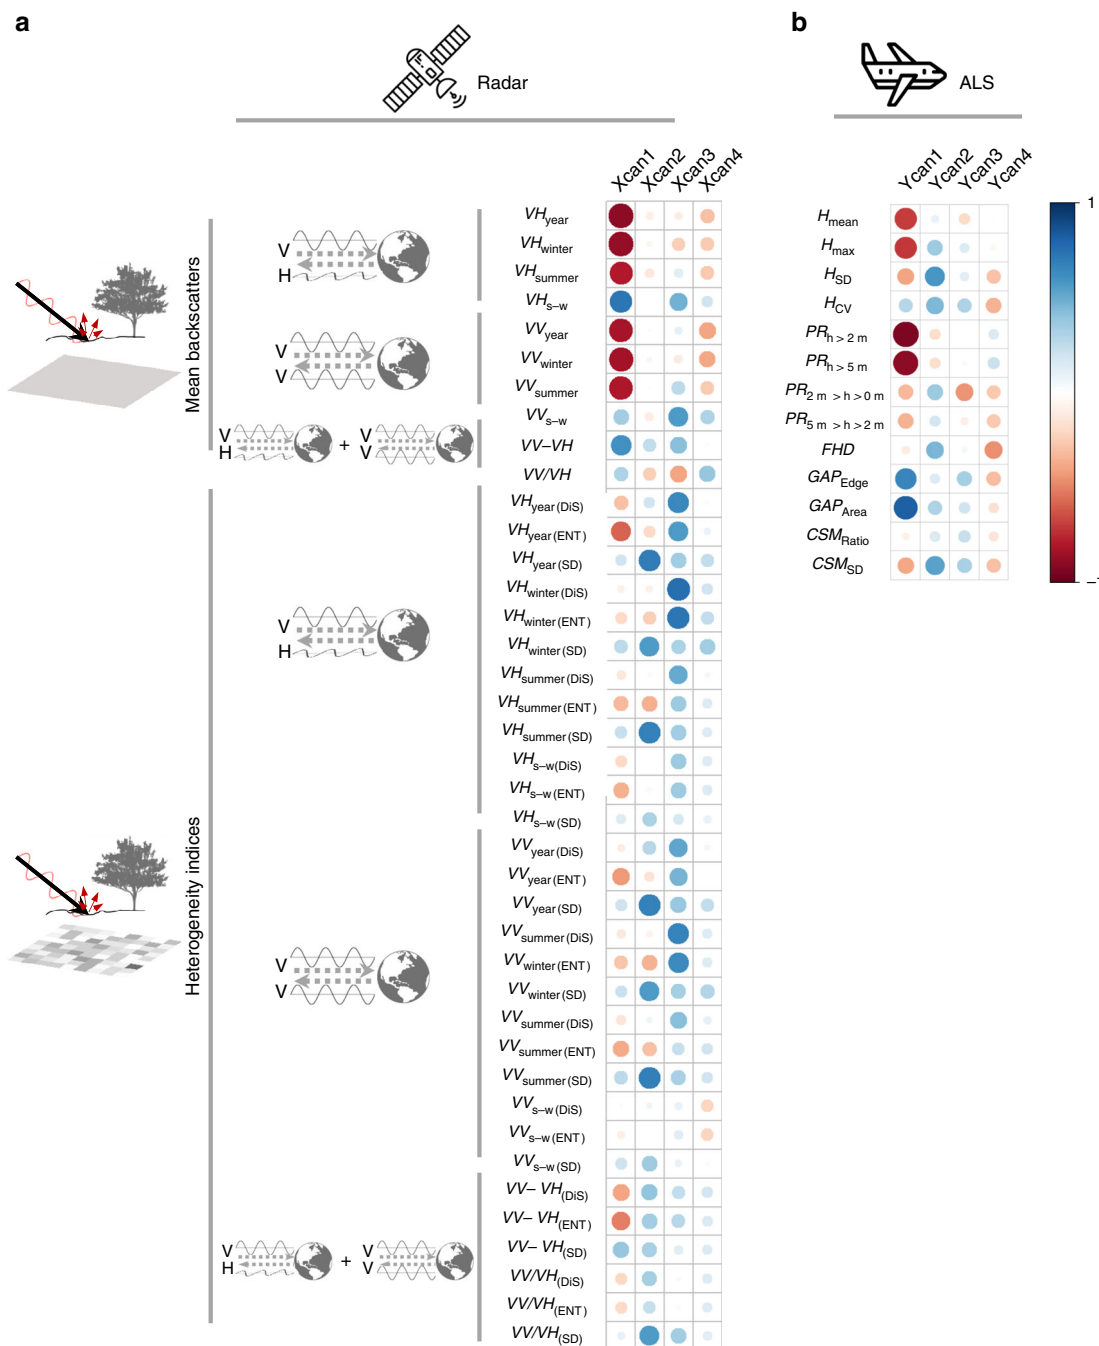 a
b
Radar
ALS
Xcan1 Xcan2 Xcan3 Xcan4
Ycan1 Ycan2 Ycan3 Ycan4
Mean backscatters
V
H
V
V
V
H
+
V
V
VHyear
VHwinter
VHsummer
VHs–w
VVyear
VVwinter
VVsummer
VVs–w
VV–VH
VV/VH
Heterogeneity indices
V
H
V
V
V
H
+
V
V
VHyear (DiS)
VHyear (ENT)
VHyear (SD)
VHwinter (DiS)
VHwinter (ENT)
VHwinter (SD)
VHsummer (DiS)
VHsummer (ENT)
VHsummer (SD)
VHs–w (DiS)
VHs–w (ENT)
VHs–w (SD)
VVyear (DiS)
VVyear (ENT)
VVyear (SD)
VVsummer (DiS)
VVwinter (ENT)
VVwinter (SD)
VVsummer (DiS)
VVsummer (ENT)
VVsummer (SD)
VVs–w (DiS)
VVs–w (ENT)
VVs–w (SD)
VV– VH(DiS)
VV– VH(ENT)
VV– VH(SD)
VV/VH(DiS)
VV/VH(ENT)
VV/VH(SD)
Hmean
Hmax
HSD
HCV
PRh > 2 m
PRh > 5 m
PR2 m > h > 0 m
PR5 m > h > 2 m
FHD
GAPEdge
GAPArea
CSMRatio
CSMSD
1